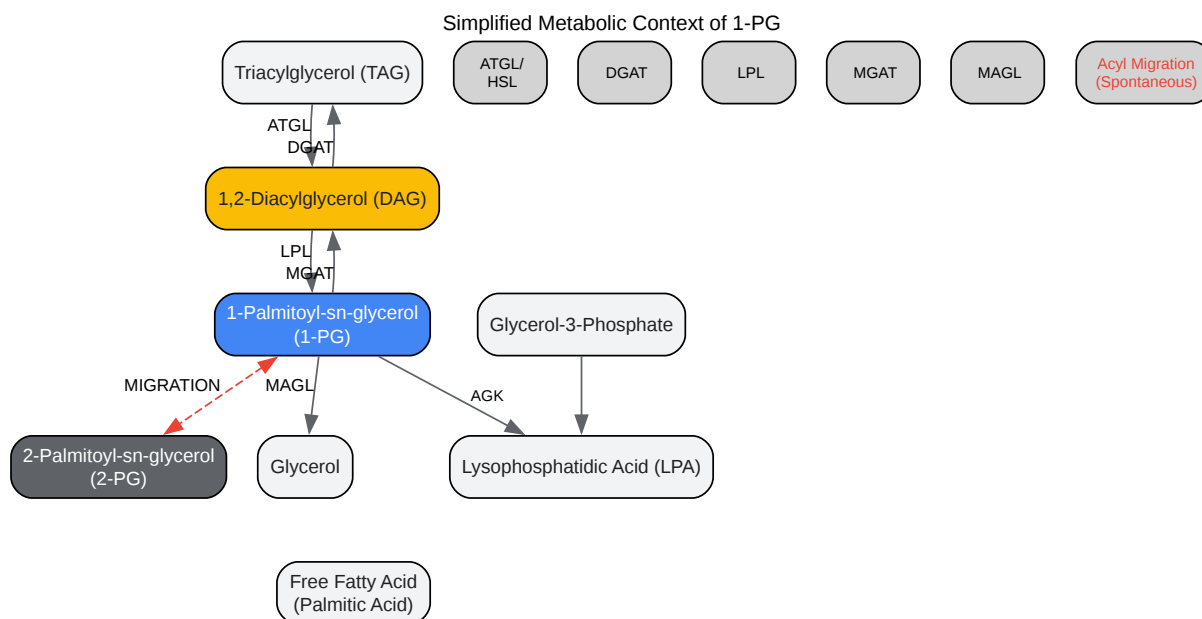 Simplified Metabolic Context of 1-PG
Triacylglycerol (TAG)
ATGL/
HSL
DGAT
LPL
MGAT
MAGL
Acyl Migration
(Spontaneous)
ATGL
DGAT
1,2-Diacylglycerol (DAG)
LPL
MGAT
1-Palmitoyl-sn-glycerol
(1-PG)
Glycerol-3-Phosphate
MIGRATION
MAGL
AGK
2-Palmitoyl-sn-glycerol
(2-PG)
Glycerol
Lysophosphatidic Acid (LPA)
Free Fatty Acid
(Palmitic Acid)